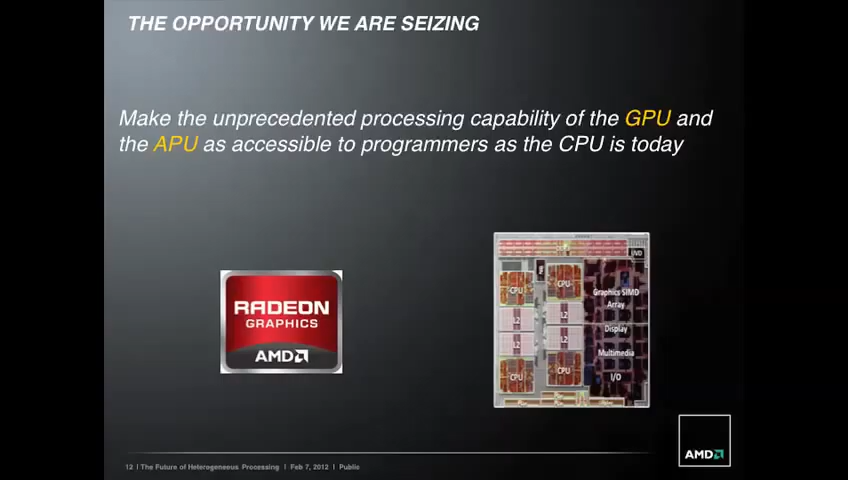 THE OPPORTUNITY WE ARE SEIZING
Make the unprecedented processing capability of the GPU and
the APU as accessible to programmers as the CPU is today
RADEON
GRAPHICS
AMD
UVD
CPU
CPU
Graphics SIMD
Array
L2
L2
Display
L2
L2
Multimedia
CPU
CPU
I/O
AMD
12 | The Future of Heterogeneous Processing | Feb 7, 2012 | Public